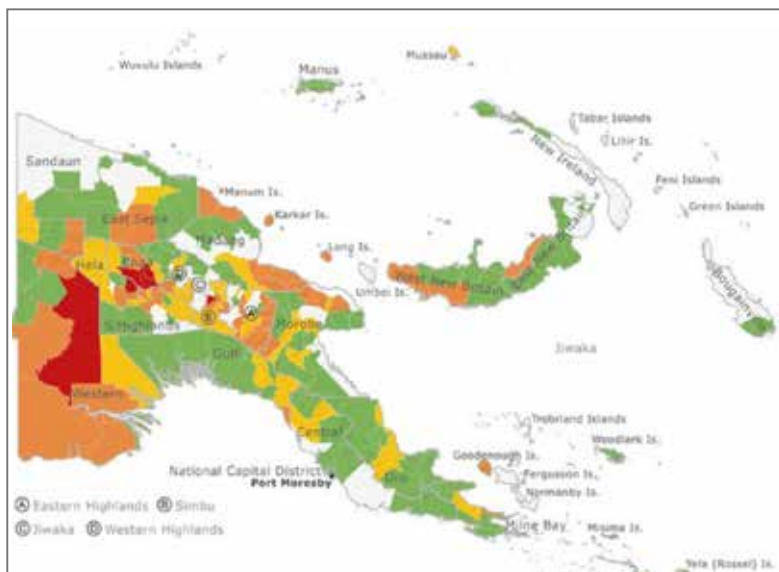 Wuvulu Islands
Manus
Mussau
Tabar Islands
Lihir Is.
New Ireland
Feni Islands
Green Islands
Sandaun
East Sepik
Manum Is.
Karkar Is.
Madang
Long Is.
Umboi Is.
West New Britain
East New Britain
Bougainv
Hela
Enga
D
C
A
B
S.Highlands
Morobe
Gulf
Jiwaka
Western
Central
Oro
Trobriand Islands
Woodlark Is.
Goodenough Is.
Fergusson Is.
Normanby Is.
National Capital District
Port Moresby
Milne Bay
Misima Is.
Yela (Rossel) Is.
A Eastern Highlands B Simbu
C Jiwaka D Western Highlands